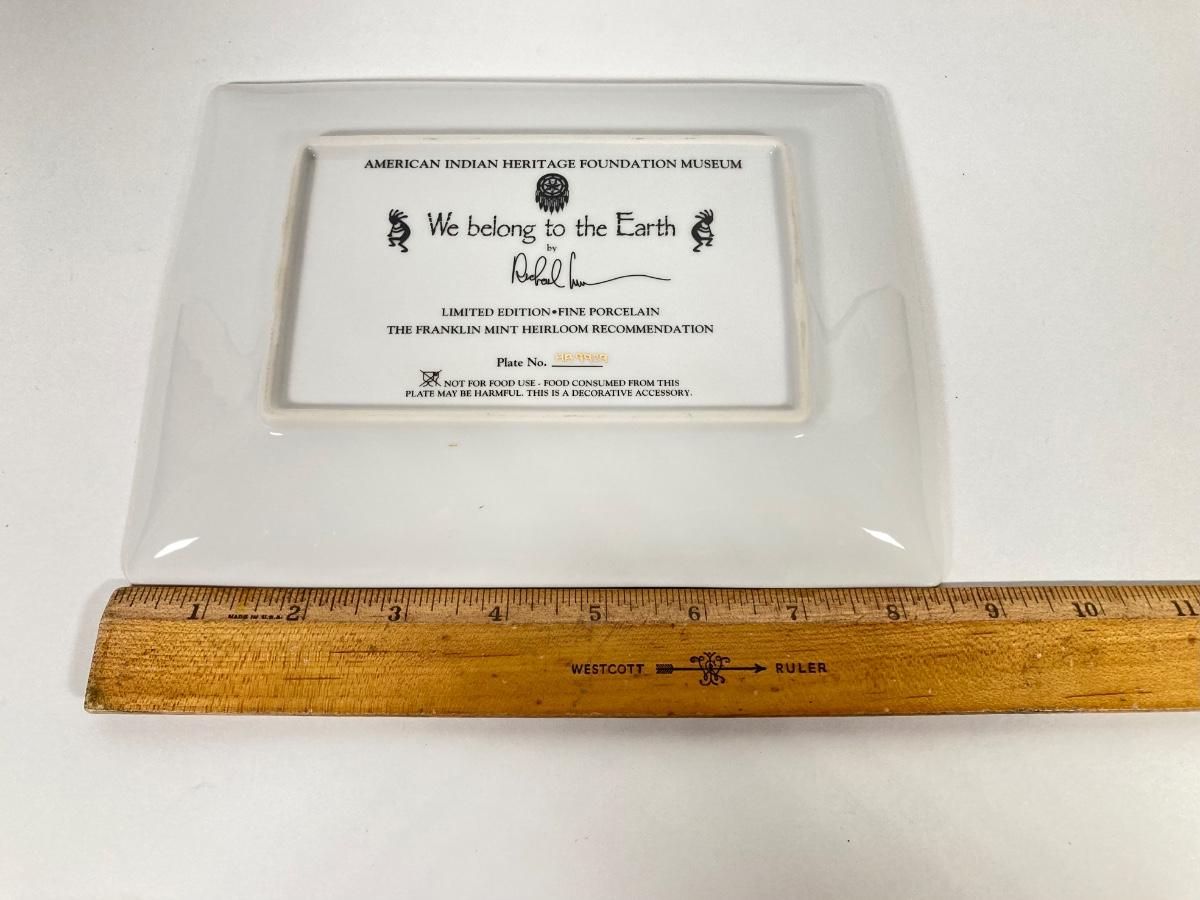 AMERICAN INDIAN HERITAGE FOUNDATION MUSEUM
We belong to the Earth
by
LIMITED EDITION•FINE PORCELAIN
THE FRANKLIN MINT HEIRLOOM RECOMMENDATION
Plate No.
NOT FOR FOOD USE - FOOD CONSUMED FROM THIS
PLATE MAY BE HARMFUL. THIS IS A DECORATIVE ACCESSORY.
1 2 3 4 5 6 7 8 9 10 11
MADE IN U.S.A.
WESTCOTT RULER